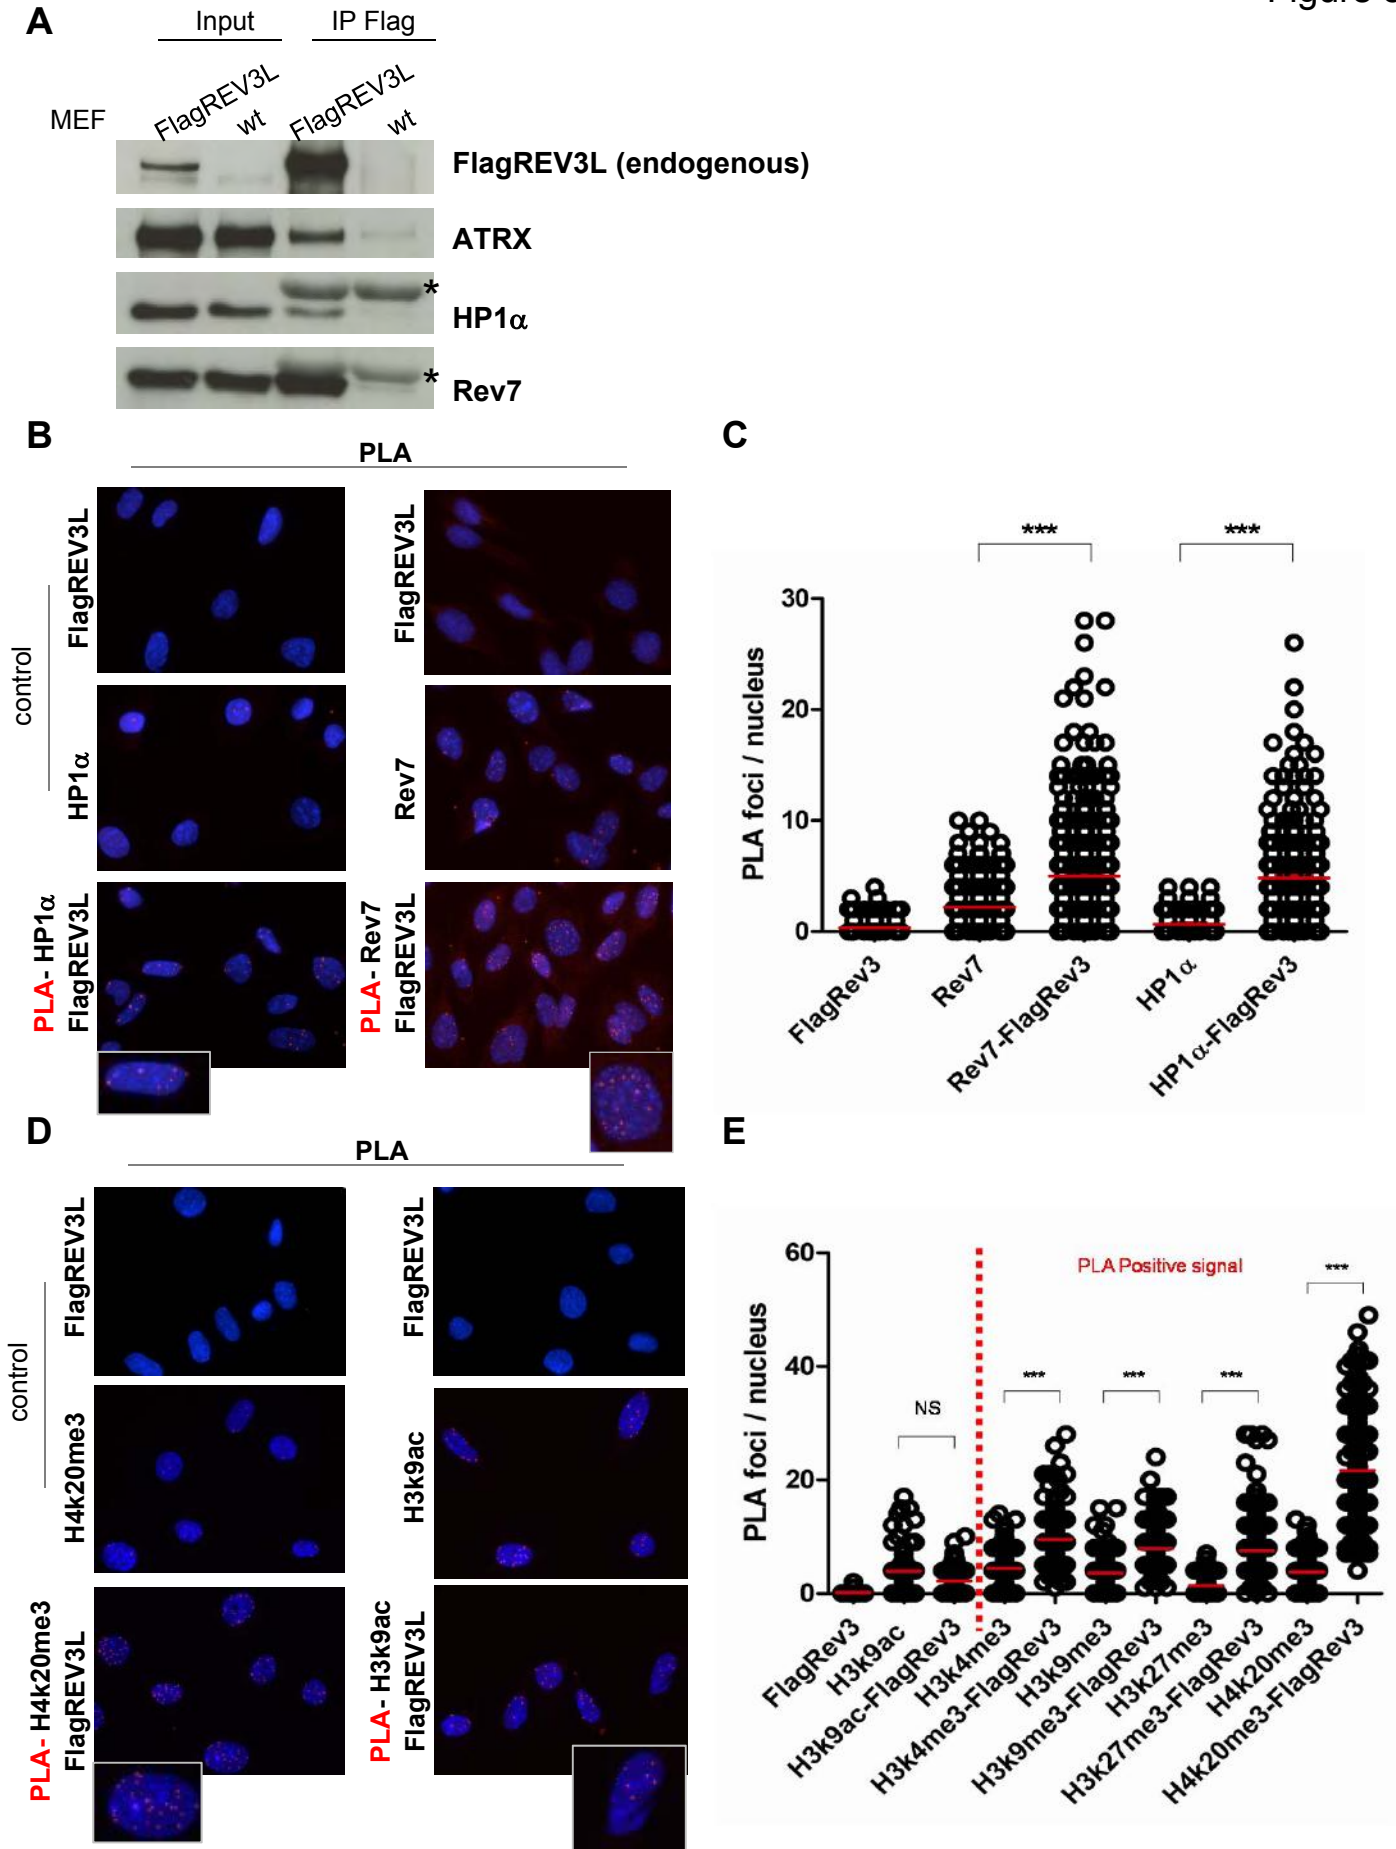 Figure
A
Input
IP Flag
MEF
FlagREV3L
wt
FlagREV3L
wt
FlagREV3L (endogenous)
ATRX
*
HP1α
*
Rev7
B
PLA
control
FlagREV3L
HP1α
PLA- HP1α
FlagREV3L
FlagREV3L
Rev7
PLA- Rev7
FlagREV3L
C
***
***
PLA foci / nucleus
30
20
10
0
FlagRev3
Rev7
Rev7-FlagRev3
HP1α
HP1α-FlagRev3
D
PLA
control
FlagREV3L
H4k20me3
PLA- H4k20me3
FlagREV3L
FlagREV3L
H3k9ac
PLA- H3k9ac
FlagREV3L
E
PLA Positive signal
***
***
***
***
NS
PLA foci / nucleus
60
40
20
0
FlagRev3
H3k9ac
H3k9ac-FlagRev3
H3k4me3
H3k4me3-FlagRev3
H3k9me3
H3k9me3-FlagRev3
H3k27me3
H3k27me3-FlagRev3
H4k20me3
H4k20me3-FlagRev3